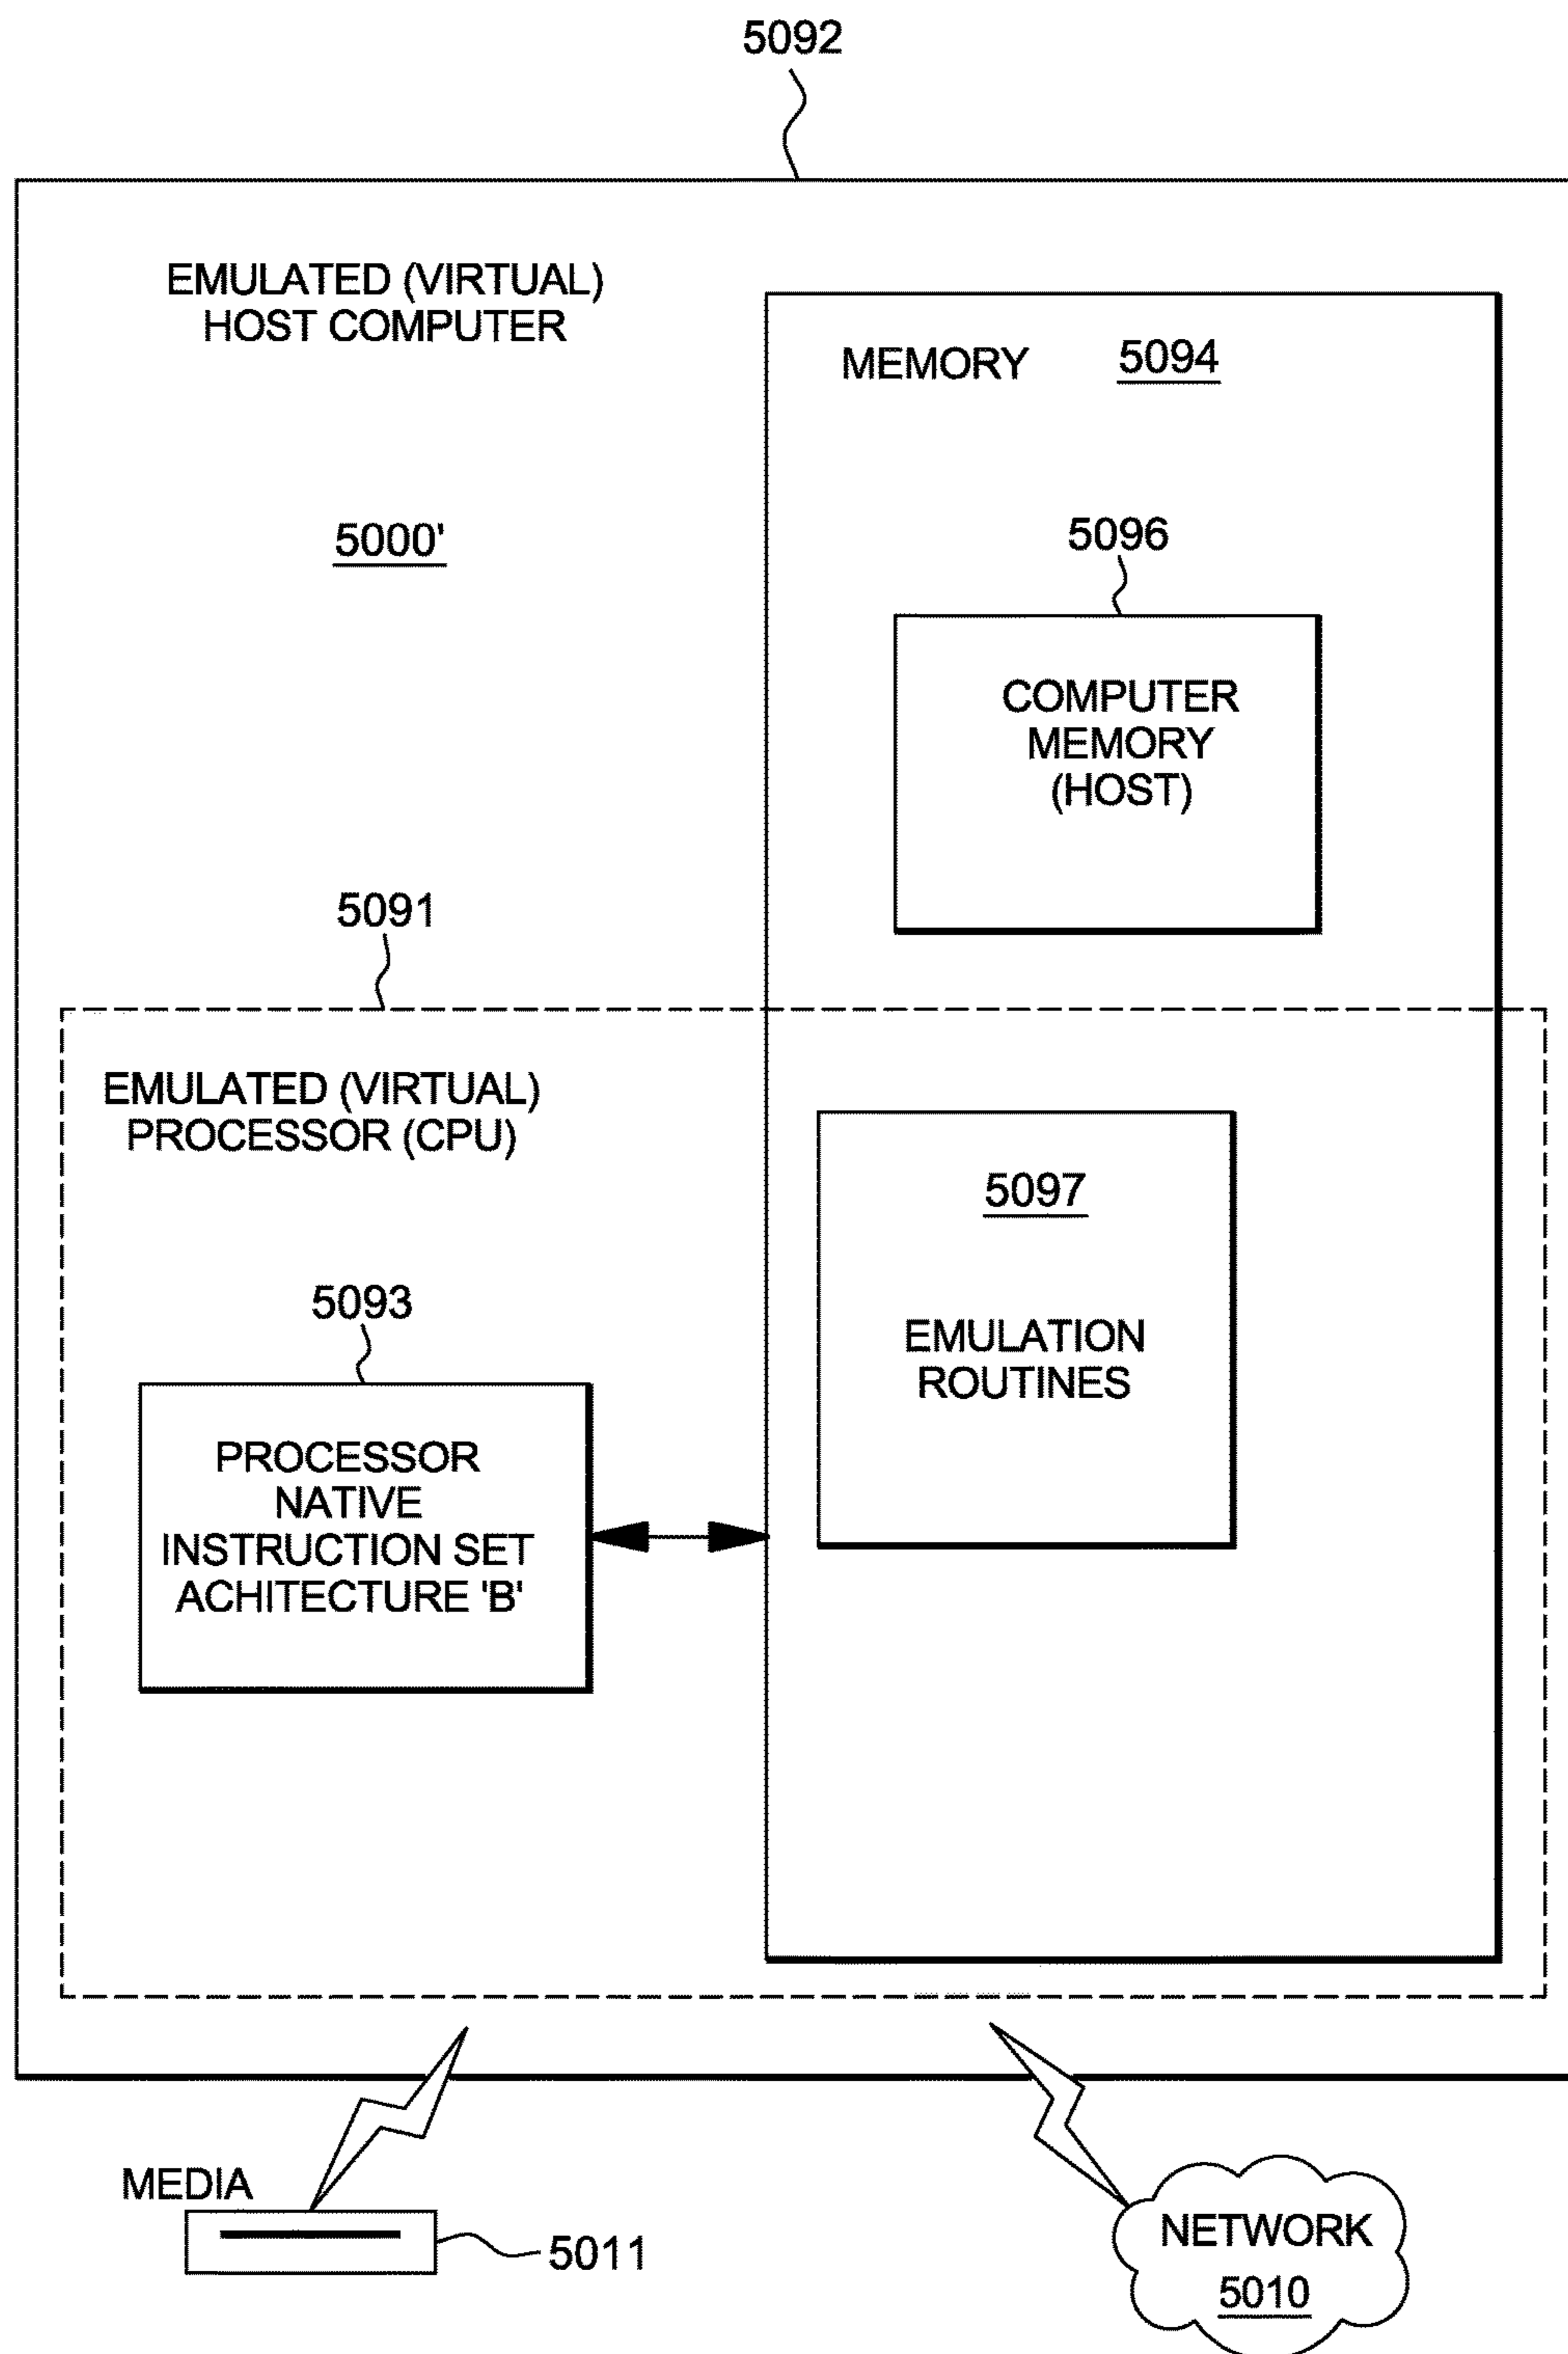 5092
EMULATED (VIRTUAL)
HOST COMPUTER
MEMORY 5094
5000'
5096
COMPUTER
MEMORY
(HOST)
5091
EMULATED (VIRTUAL)
PROCESSOR (CPU)
5097
EMULATION
ROUTINES
5093
PROCESSOR
NATIVE
INSTRUCTION SET
ACHITECTURE 'B'
MEDIA
5011
NETWORK
5010